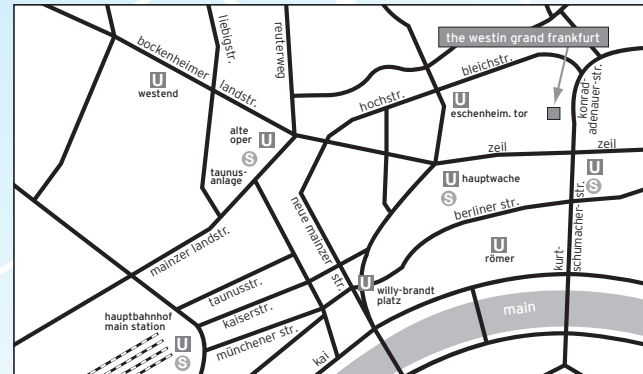 bockenheimer
landstr.
liebigstr.
reuterweg
the westin grand frankfurt
bleichstr.
hochstr.
konrad-
adenauer-str.
U
westend
U
eschenheim. tor
alte
oper
U
S
taunus-
anlage
zeil
zeil
U
S
U hauptwache
S
berliner str.
neue mainzer
str.
mainzer landstr.
U
römer
kurt-
schumacher-
str.
taunusstr.
kaiserstr.
münchener str.
U
willy-brandt
platz
main
hauptbahnhof
main station
U
S
kai